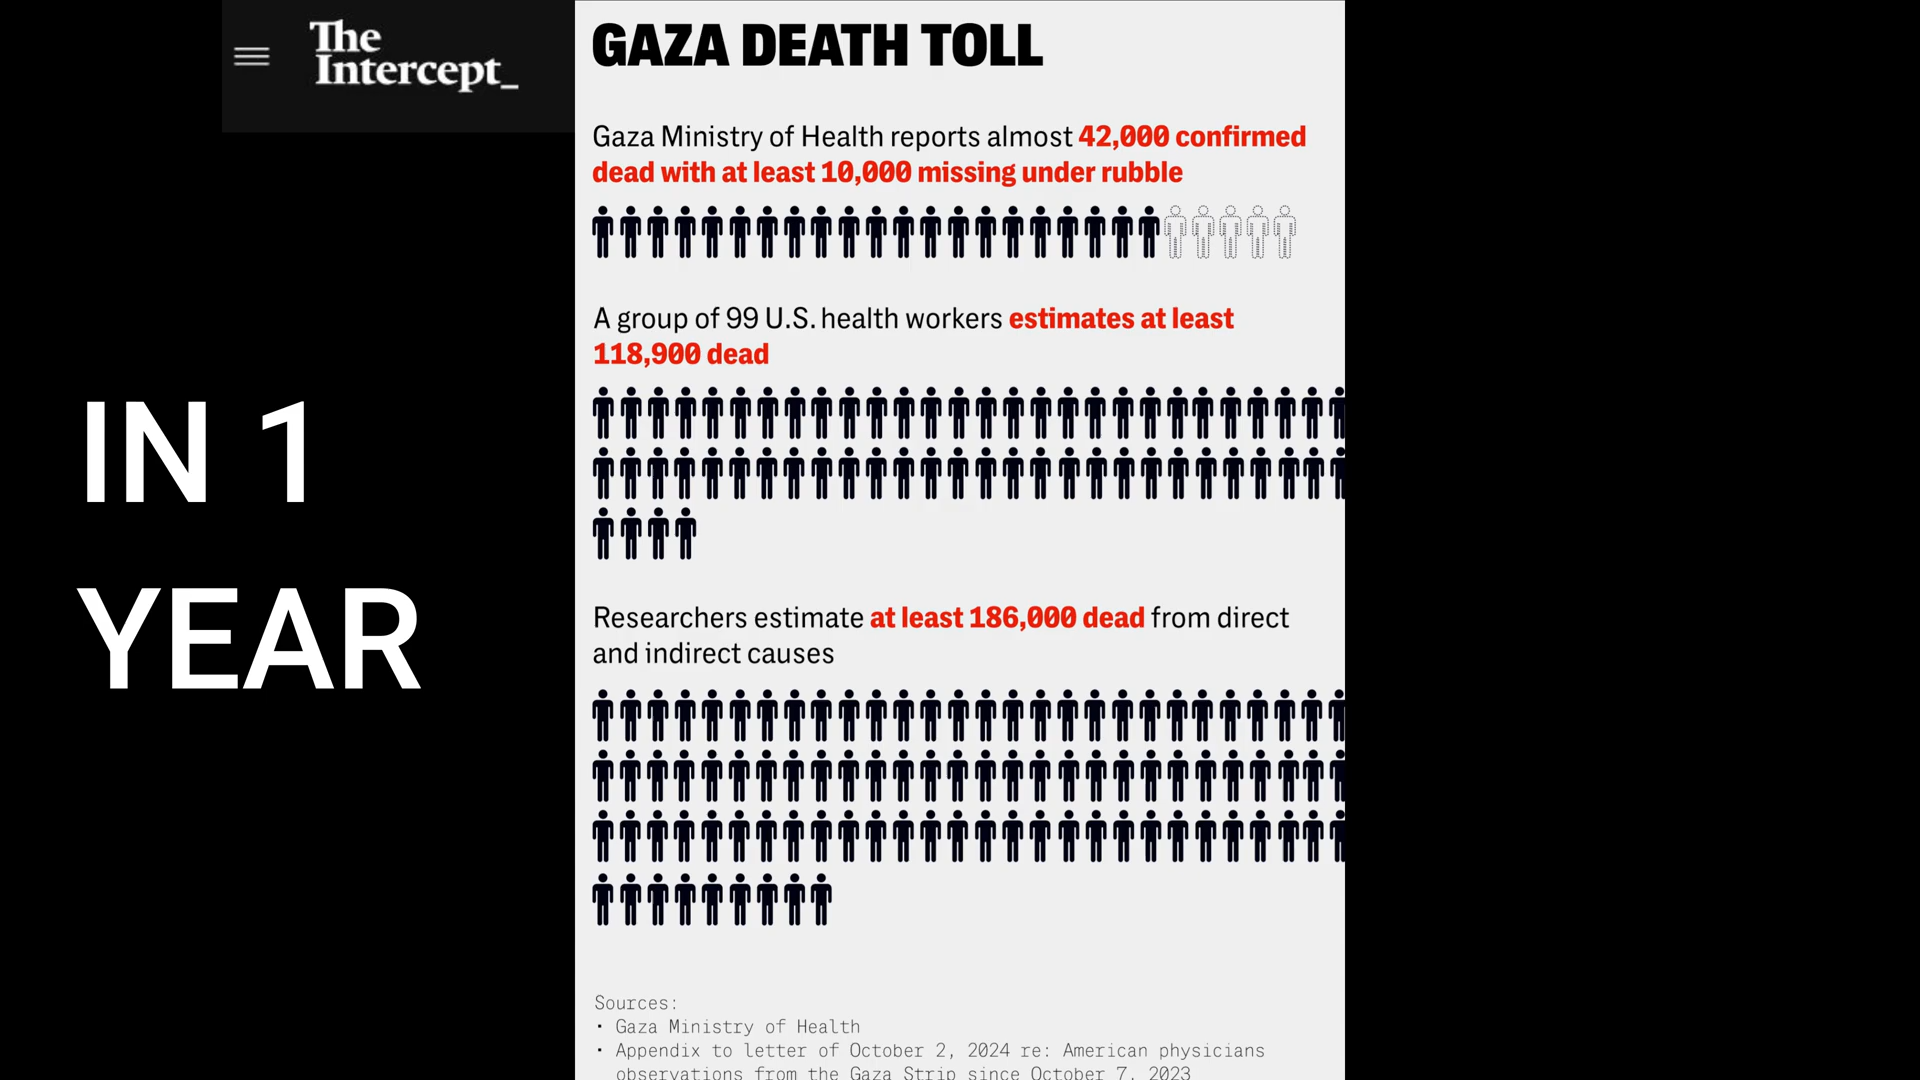 The
Intercept_
GAZA DEATH TOLL
Gaza Ministry of Health reports almost 42,000 confirmed
dead with at least 10,000 missing under rubble
A group of 99 U.S. health workers estimates at least
118,900 dead
IN 1
YEAR
Researchers estimate at least 186,000 dead from direct
and indirect causes
Sources:
• Gaza Ministry of Health
• Appendix to letter of October 2, 2024 re: American physicians
observations from the Gaza Strip since October 7, 2023